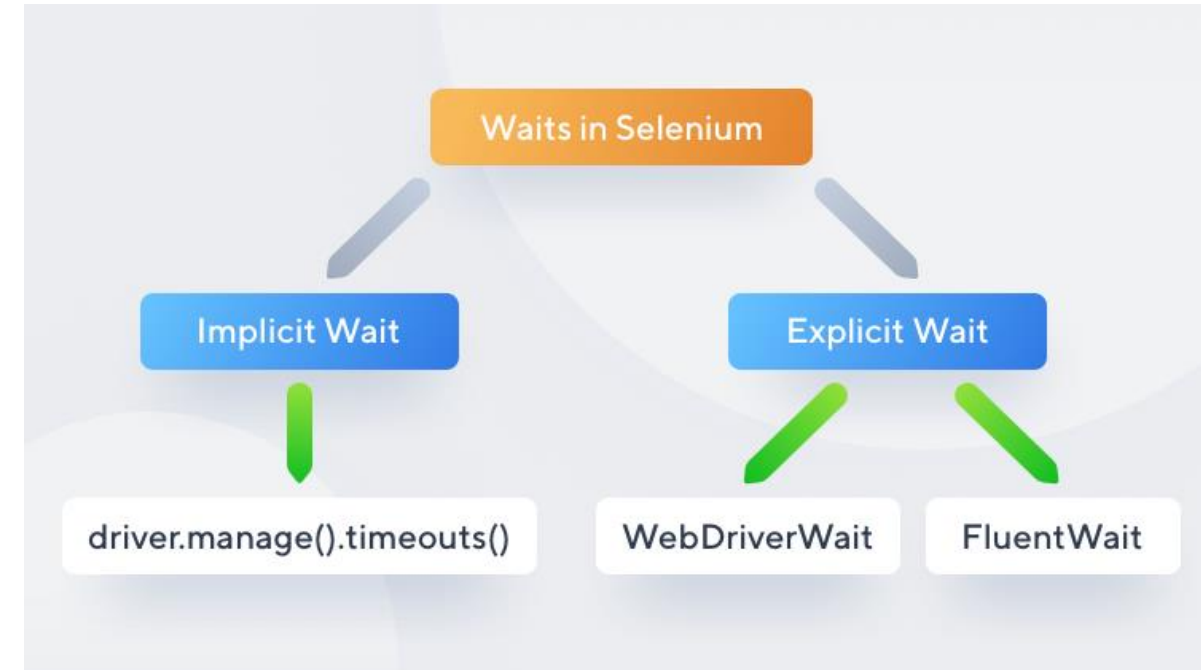 Waits in Selenium
Implicit Wait
Explicit Wait
driver.manage().timeouts()
WebDriverWait
FluentWait